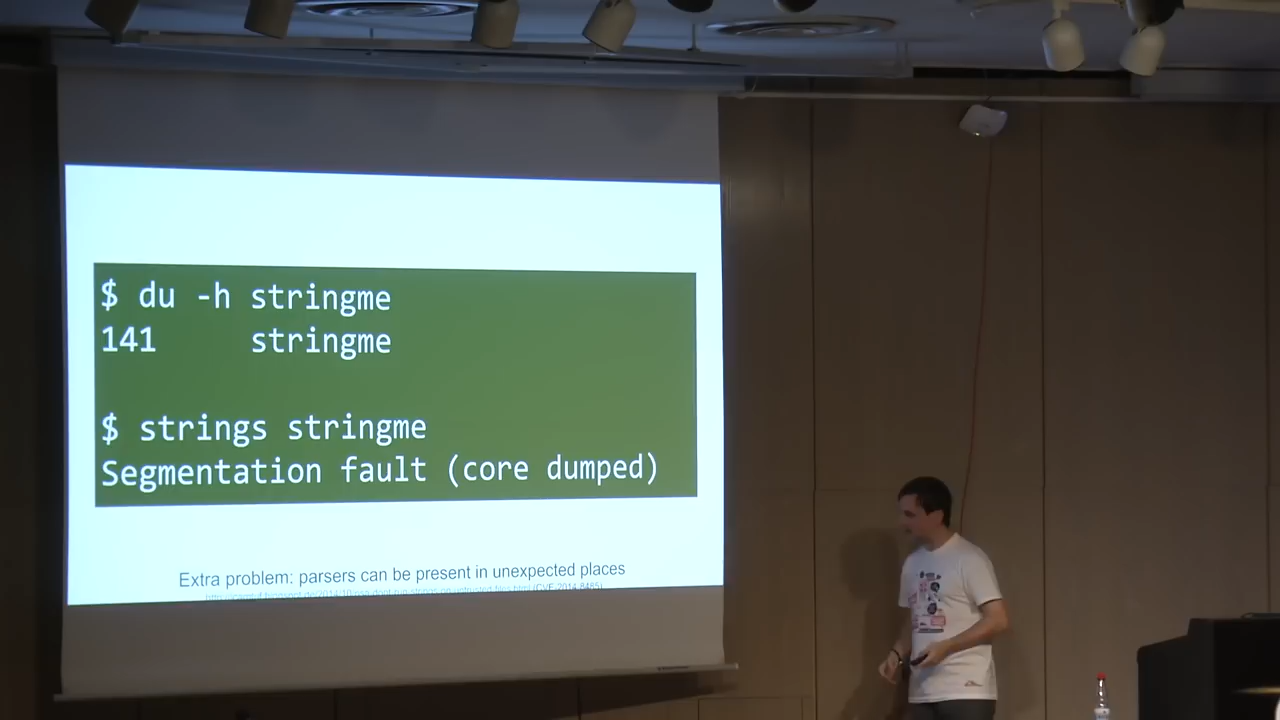 $ du -h stringme
141 stringme
$ strings stringme
Segmentation fault (core dumped)
Extra problem: parsers can be present in unexpected places